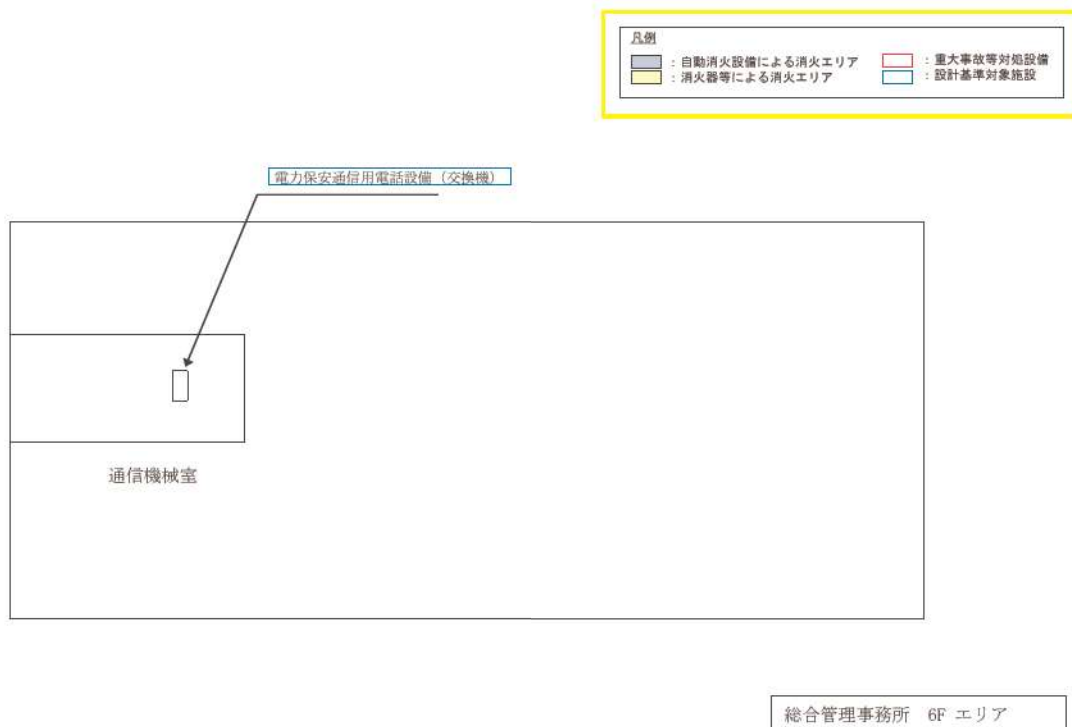 凡例
：自動消火設備による消火エリア ：重大事故等対処設備
：消火器等による消火エリア ：設計基準対象施設
電力保安通信用電話設備（交換機）
通信機械室
総合管理事務所 6F エリア